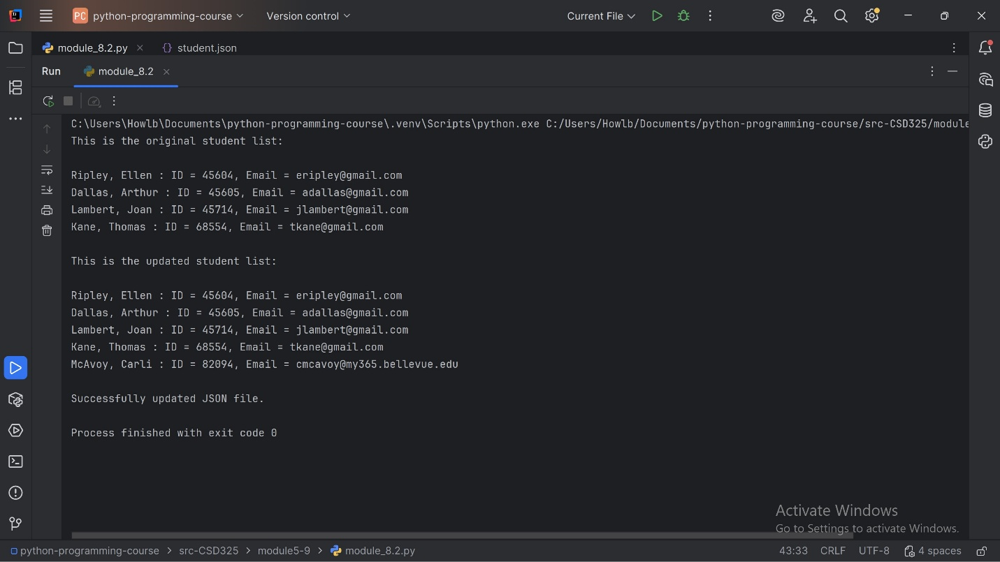 PC python-programming-course Version control Current File
module_8.2.py {} student.json
Run module_8.2
C:\Users\Howlb\Documents\python-programming-course\.venv\Scripts\python.exe C:/Users/Howlb/Documents/python-programming-course/src-CSD325/module
This is the original student list:
Ripley, Ellen : ID = 45604, Email = eripley@gmail.com
Dallas, Arthur : ID = 45605, Email = adallas@gmail.com
Lambert, Joan : ID = 45714, Email = jlambert@gmail.com
Kane, Thomas : ID = 68554, Email = tkane@gmail.com
This is the updated student list:
Ripley, Ellen : ID = 45604, Email = eripley@gmail.com
Dallas, Arthur : ID = 45605, Email = adallas@gmail.com
Lambert, Joan : ID = 45714, Email = jlambert@gmail.com
Kane, Thomas : ID = 68554, Email = tkane@gmail.com
McAvoy, Carli : ID = 82094, Email = cmcavoy@my365.bellevue.edu
Successfully updated JSON file.
Process finished with exit code 0
Activate Windows
Go to Settings to activate Windows.
python-programming-course > src-CSD325 > module5-9 > module_8.2.py 43:33 CRLF UTF-8 4 spaces